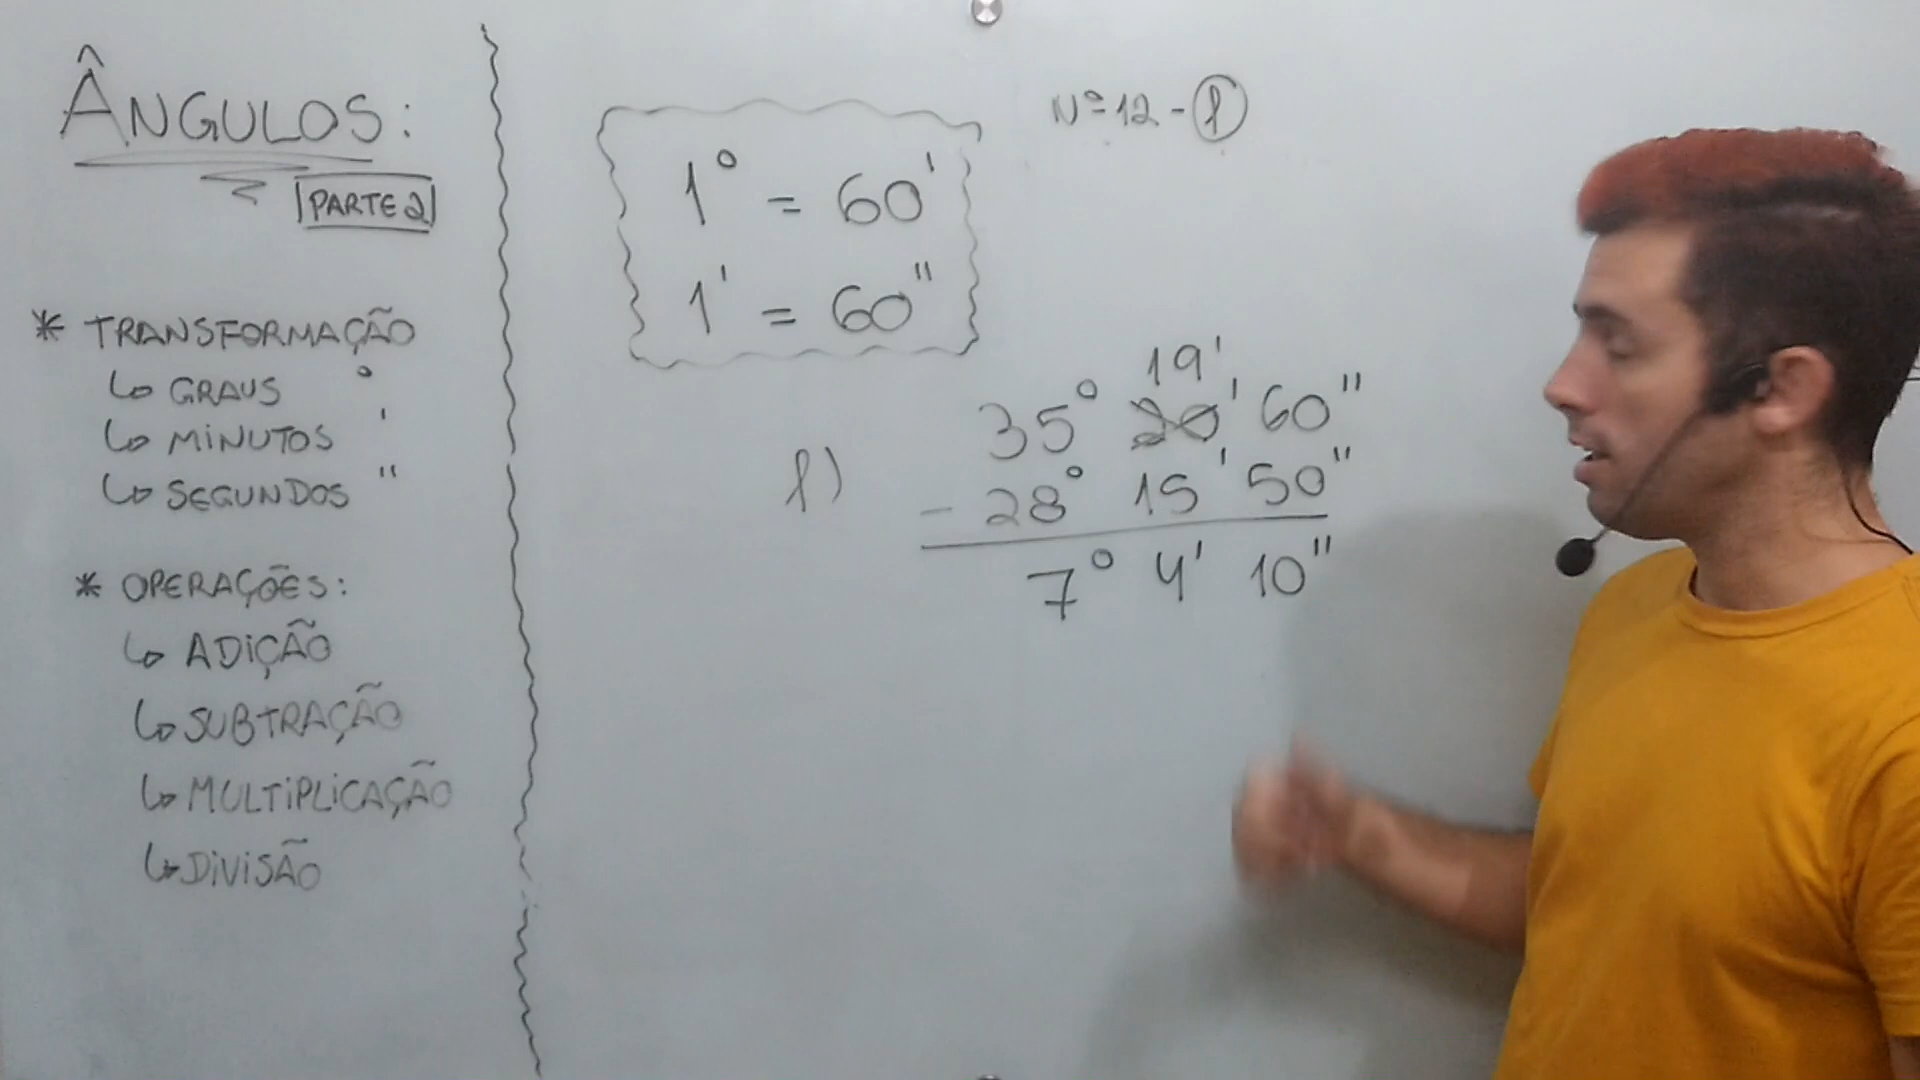 ÂNGULOS:
PARTE 2
* TRANSFORMAÇÃO
↳ GRAUS °
↳ MINUTOS '
↳ SEGUNDOS "
* OPERAÇÕES:
↳ ADIÇÃO
↳ SUBTRAÇÃO
↳ MULTIPLICAÇÃO
↳ DIVISÃO
1° = 60'
1' = 60"
Nº 12 - f
19'
f) 35° 20' 60"
- 28° 15' 50"
7° 4' 10"